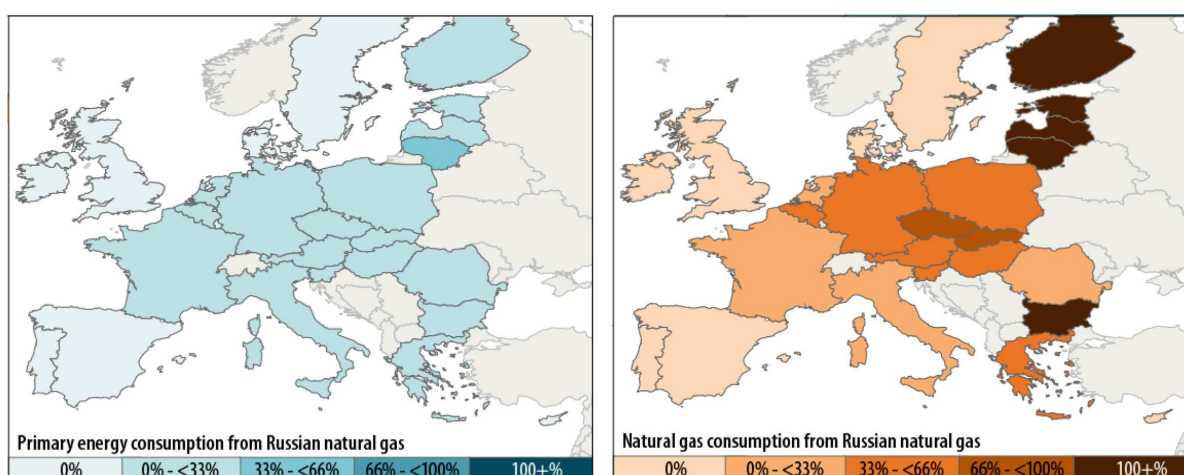 Primary energy consumption from Russian natural gas
0% 0% - <33% 33% - <66% 66% - <100% 100+%
Natural gas consumption from Russian natural gas
0% 0% - <33% 33% - <66% 66% - <100% 100+%